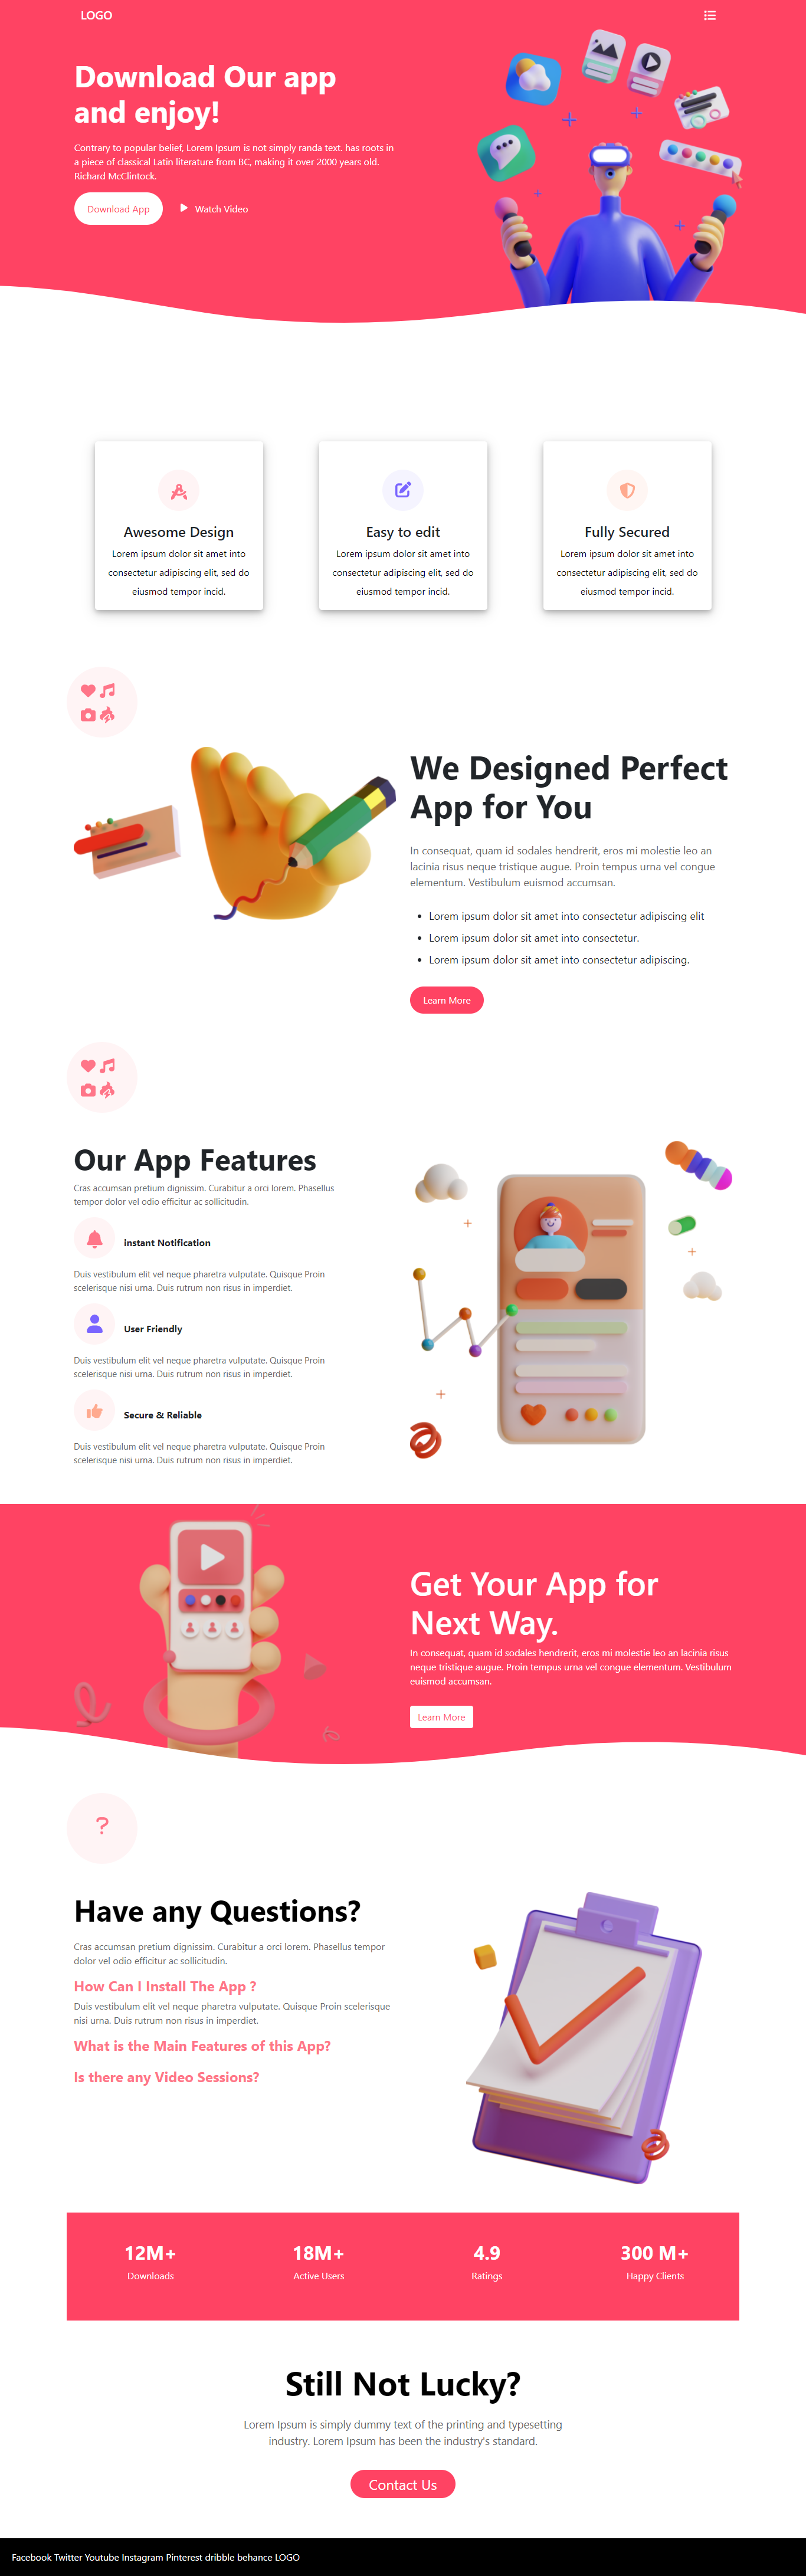 LOGO
Download Our app
and enjoy!
Contrary to popular belief, Lorem Ipsum is not simply randa text. has roots in
a piece of classical Latin literature from BC, making it over 2000 years old.
Richard McClintock.
Download App
Watch Video
Awesome Design
Lorem ipsum dolor sit amet into
consectetur adipiscing elit, sed do
eiusmod tempor incid.
Easy to edit
Lorem ipsum dolor sit amet into
consectetur adipiscing elit, sed do
eiusmod tempor incid.
Fully Secured
Lorem ipsum dolor sit amet into
consectetur adipiscing elit, sed do
eiusmod tempor incid.
We Designed Perfect
App for You
In consequat, quam id sodales hendrerit, eros mi molestie leo an
lacinia risus neque tristique augue. Proin tempus urna vel congue
elementum. Vestibulum euismod accumsan.
Lorem ipsum dolor sit amet into consectetur adipiscing elit
Lorem ipsum dolor sit amet into consectetur.
Lorem ipsum dolor sit amet into consectetur adipiscing.
Learn More
Our App Features
Cras accumsan pretium dignissim. Curabitur a orci lorem. Phasellus
tempor dolor vel odio efficitur ac sollicitudin.
instant Notification
Duis vestibulum elit vel neque pharetra vulputate. Quisque Proin
scelerisque nisi urna. Duis rutrum non risus in imperdiet.
User Friendly
Duis vestibulum elit vel neque pharetra vulputate. Quisque Proin
scelerisque nisi urna. Duis rutrum non risus in imperdiet.
Secure & Reliable
Duis vestibulum elit vel neque pharetra vulputate. Quisque Proin
scelerisque nisi urna. Duis rutrum non risus in imperdiet.
Get Your App for
Next Way.
In consequat, quam id sodales hendrerit, eros mi molestie leo an lacinia risus
neque tristique augue. Proin tempus urna vel congue elementum. Vestibulum
euismod accumsan.
Learn More
?
Have any Questions?
Cras accumsan pretium dignissim. Curabitur a orci lorem. Phasellus tempor
dolor vel odio efficitur ac sollicitudin.
How Can I Install The App ?
Duis vestibulum elit vel neque pharetra vulputate. Quisque Proin scelerisque
nisi urna. Duis rutrum non risus in imperdiet.
What is the Main Features of this App?
Is there any Video Sessions?
12M+
Downloads
18M+
Active Users
4.9
Ratings
300 M+
Happy Clients
Still Not Lucky?
Lorem Ipsum is simply dummy text of the printing and typesetting
industry. Lorem Ipsum has been the industry's standard.
Contact Us
Facebook Twitter Youtube Instagram Pinterest dribble behance LOGO